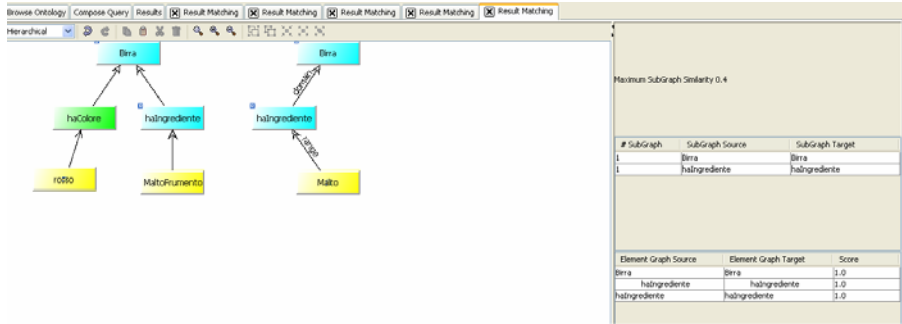 Browse Ontology Compose Query Results Result Matching Result Matching Result Matching Result Matching Result Matching
Hierarchical
Birra Birra
domain
haColore haIngrediente haIngrediente
range
rosso MaltoFrumento Malto
Maximum SubGraph Similarity 0.4
# SubGraph SubGraph Source SubGraph Target
1 Birra Birra
1 haIngrediente haIngrediente
Element Graph Source Element Graph Target Score
Birra Birra 1.0
haIngrediente haIngrediente 1.0
haIngrediente haIngrediente 1.0